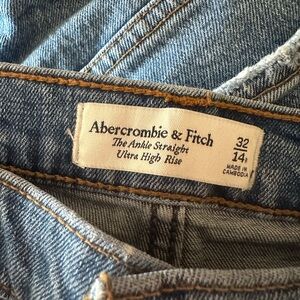 Abercrombie & Fitch
The Ankle Straight
Ultra High Rise
32
14
MADE IN
CAMBODIA